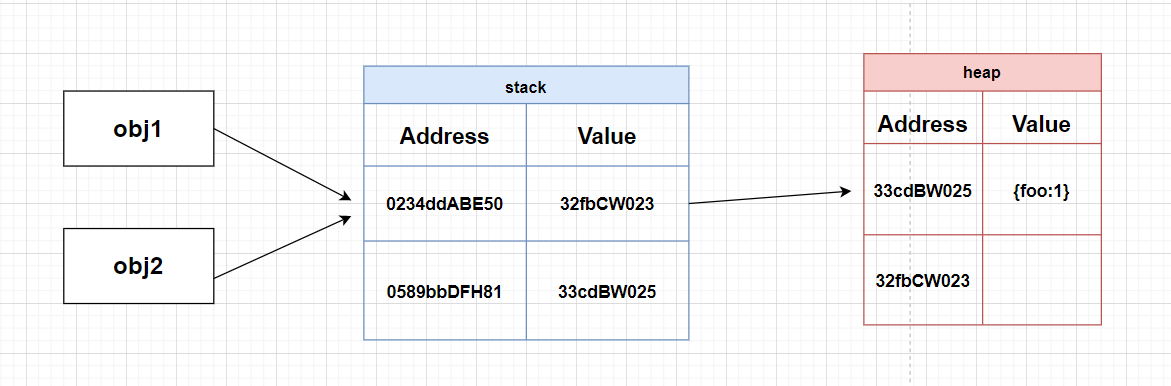 obj1
obj2
stack
Address Value
0234ddABE50 32fbCW023
0589bbDFH81 33cdBW025
heap
Address Value
33cdBW025 {foo:1}
32fbCW023